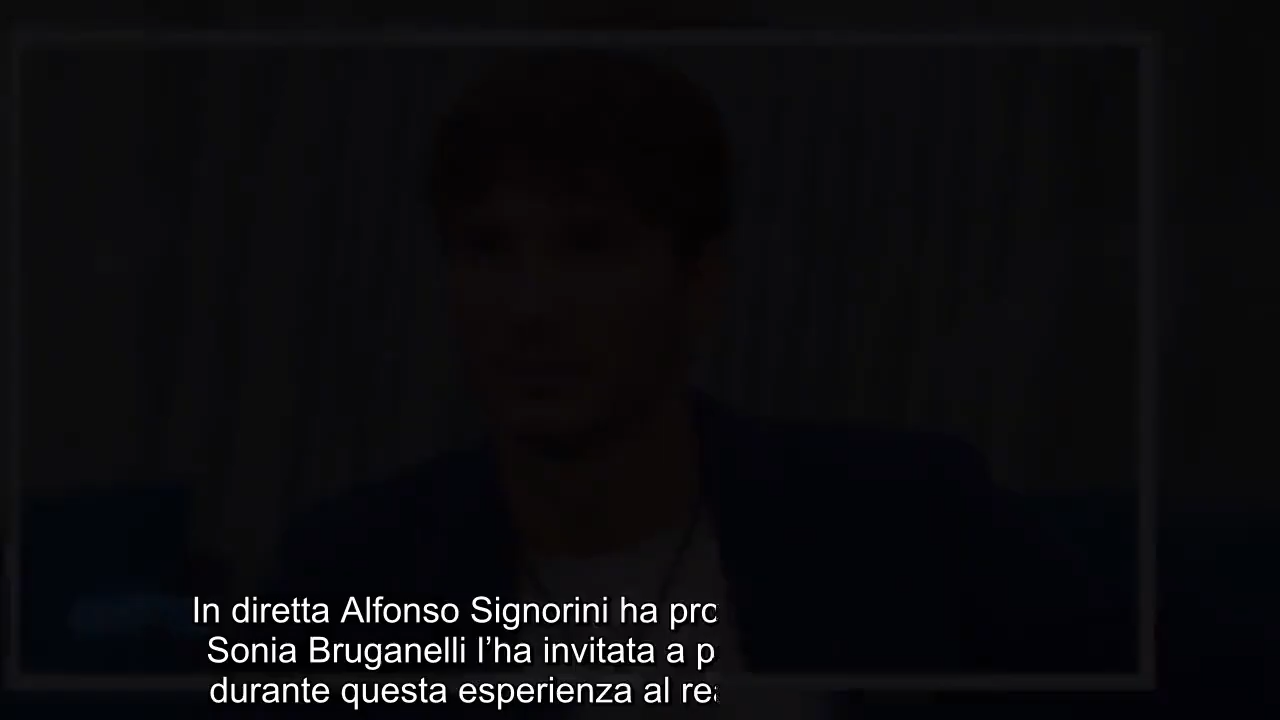 In diretta Alfonso Signorini ha pro
Sonia Bruganelli l’ha invitata a p
durante questa esperienza al rea